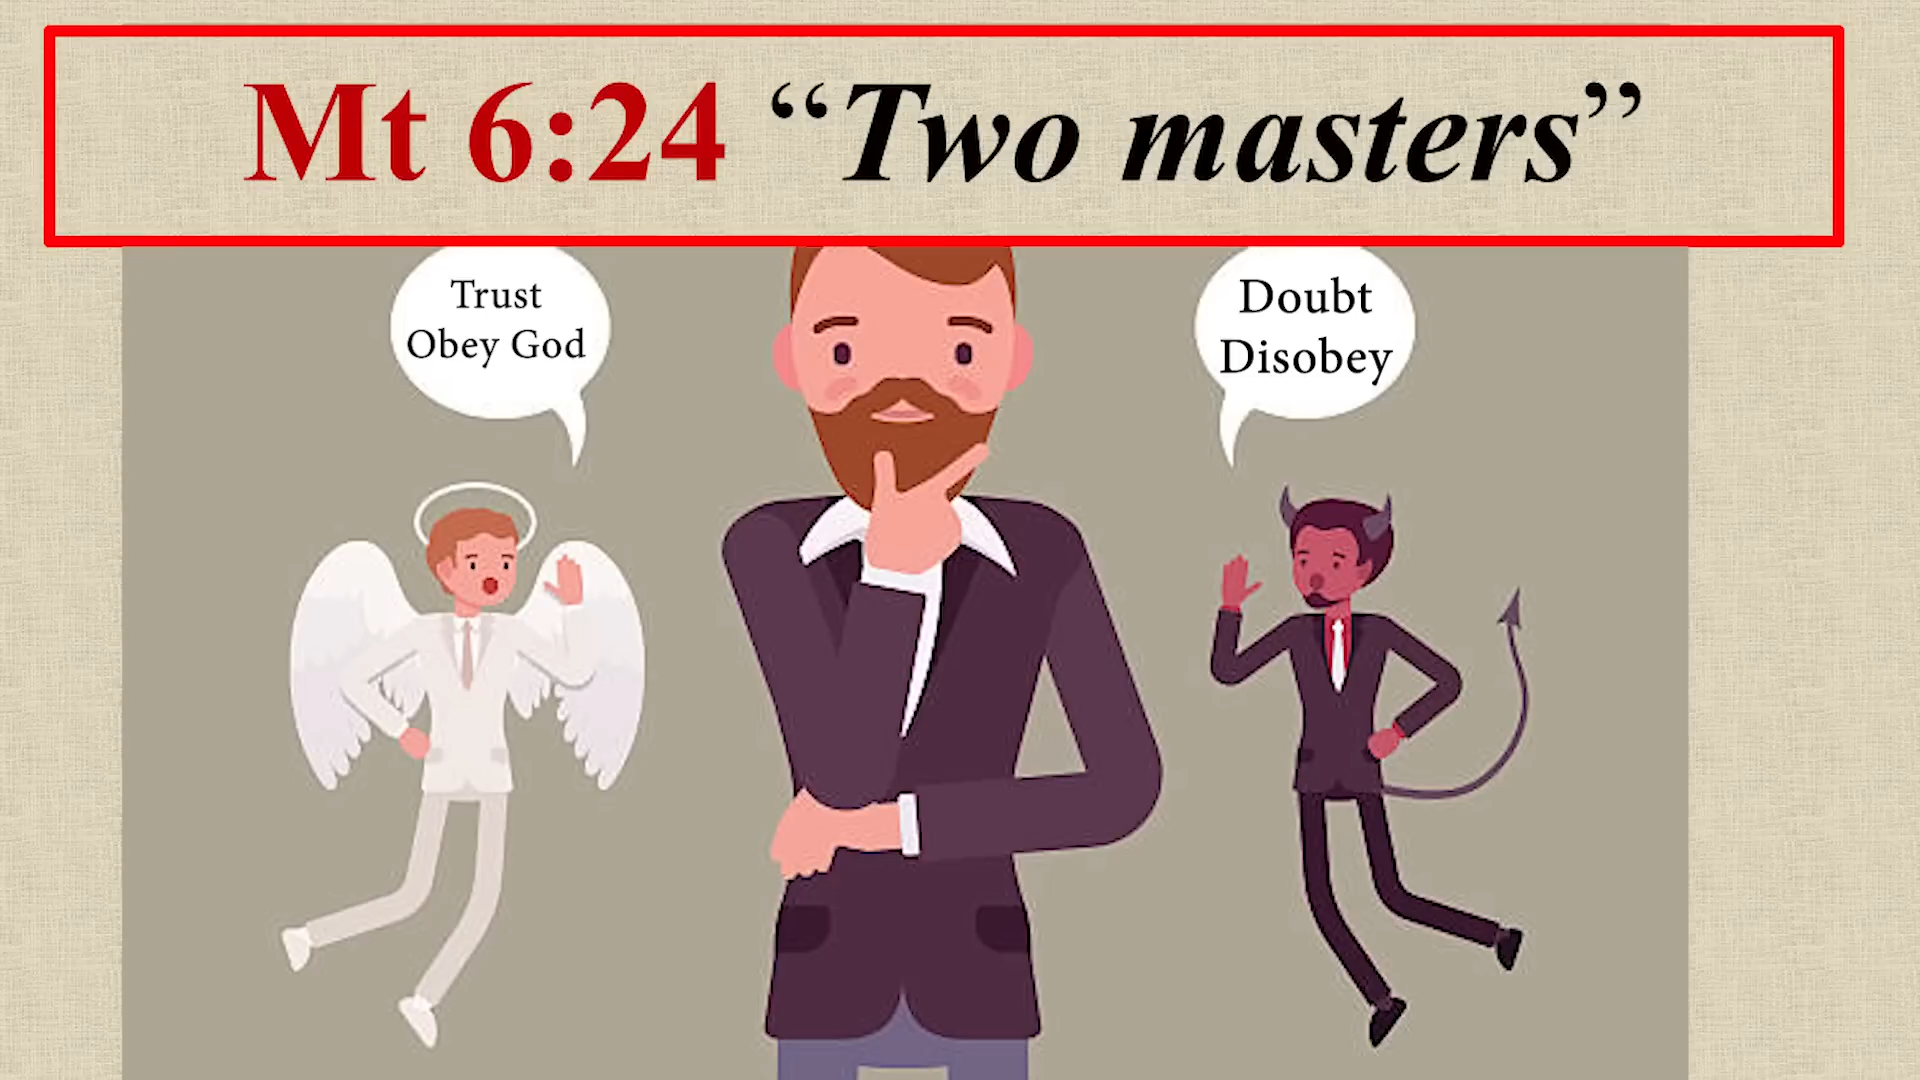 Mt 6:24 “Two masters”
Trust
Obey God
Doubt
Disobey